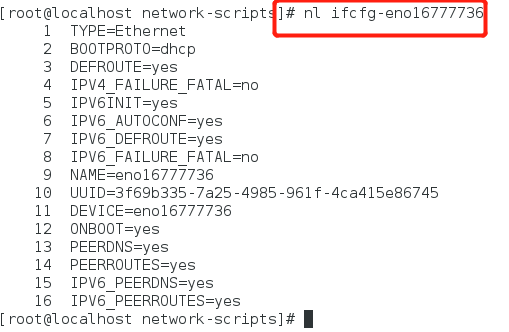 [root@localhost network-scripts]# nl ifcfg-eno16777736
1 TYPE=Ethernet
2 BOOTPROTO=dhcp
3 DEFROUTE=yes
4 IPV4_FAILURE_FATAL=no
5 IPV6INIT=yes
6 IPV6_AUTOCONF=yes
7 IPV6_DEFROUTE=yes
8 IPV6_FAILURE_FATAL=no
9 NAME=eno16777736
10 UUID=3f69b335-7a25-4985-961f-4ca415e86745
11 DEVICE=eno16777736
12 ONBOOT=yes
13 PEERDNS=yes
14 PEERROUTES=yes
15 IPV6_PEERDNS=yes
16 IPV6_PEERROUTES=yes
[root@localhost network-scripts]#